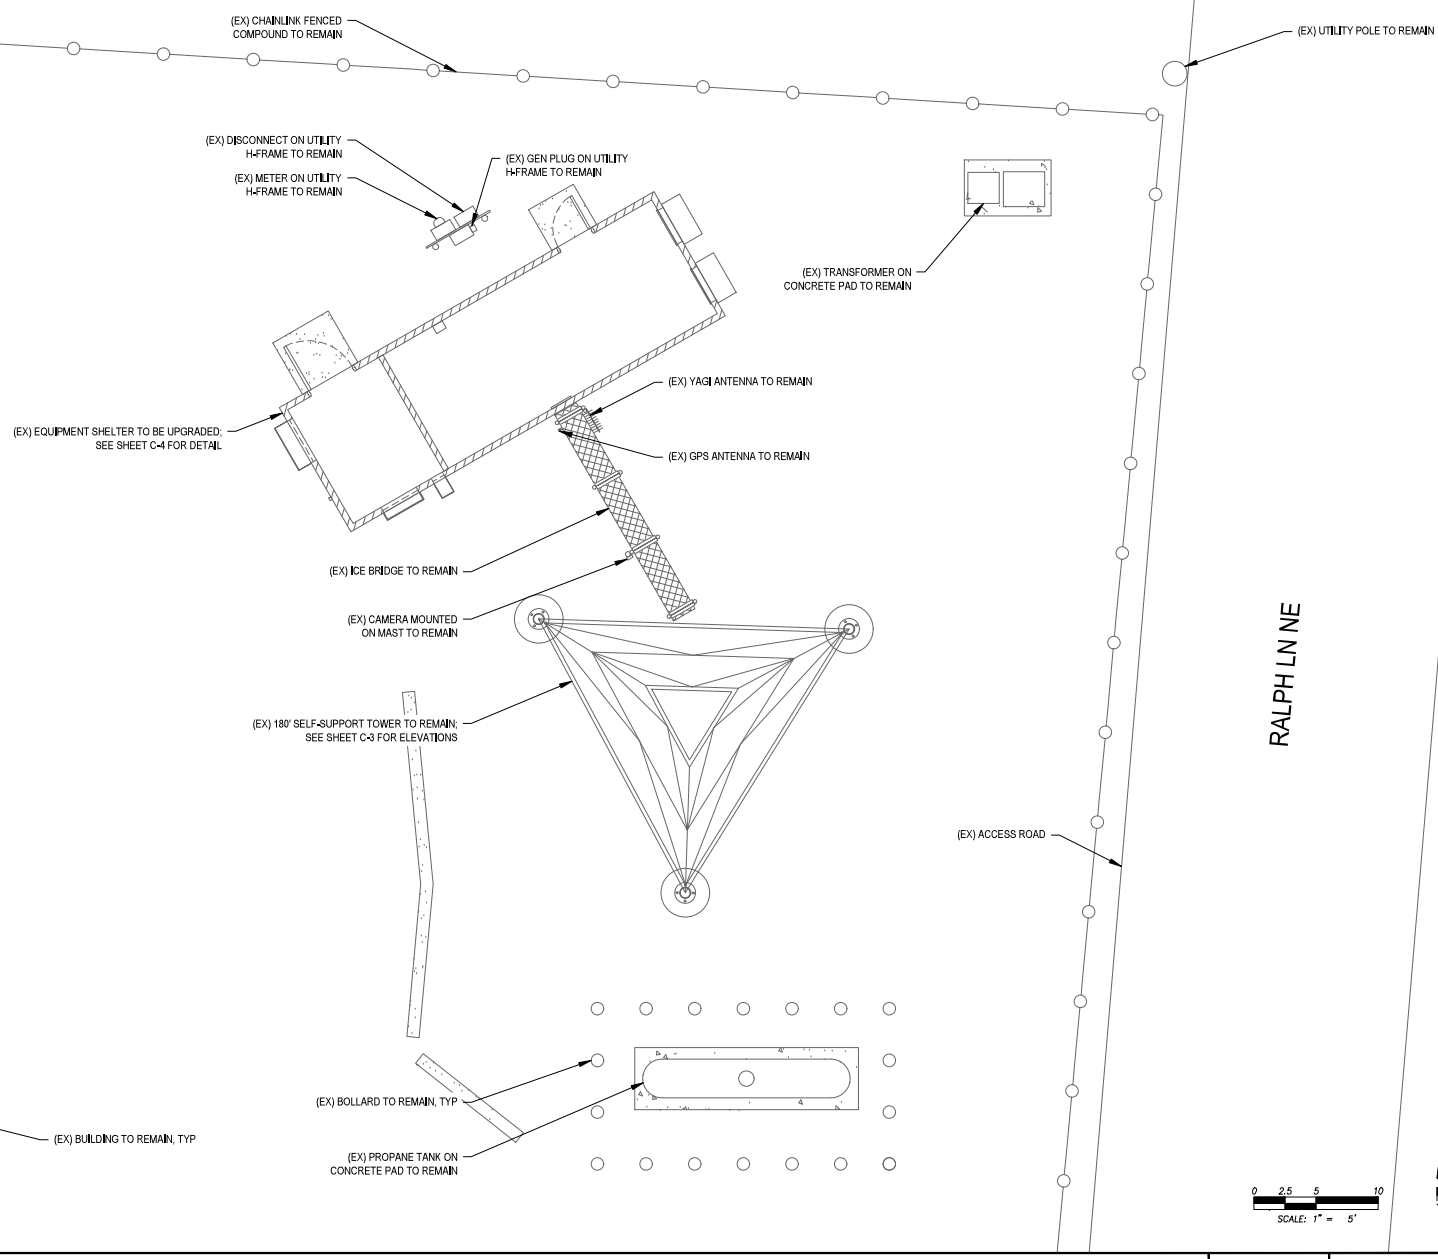 (EX) CHAINLINK FENCED
COMPOUND TO REMAIN
(EX) UTILITY POLE TO REMAIN
(EX) DISCONNECT ON UTILITY
H-FRAME TO REMAIN
(EX) GEN PLUG ON UTILITY
H-FRAME TO REMAIN
(EX) METER ON UTILITY
H-FRAME TO REMAIN
(EX) TRANSFORMER ON
CONCRETE PAD TO REMAIN
(EX) YAGI ANTENNA TO REMAIN
(EX) EQUIPMENT SHELTER TO BE UPGRADED;
SEE SHEET C-4 FOR DETAIL
(EX) GPS ANTENNA TO REMAIN
(EX) ICE BRIDGE TO REMAIN
(EX) CAMERA MOUNTED
ON MAST TO REMAIN
RALPH LN NE
(EX) 180' SELF-SUPPORT TOWER TO REMAIN;
SEE SHEET C-3 FOR ELEVATIONS
(EX) ACCESS ROAD
(EX) BOLLARD TO REMAIN, TYP
(EX) BUILDING TO REMAIN, TYP
(EX) PROPANE TANK ON
CONCRETE PAD TO REMAIN
0 2.5 5 10
SCALE: 1" = 5'